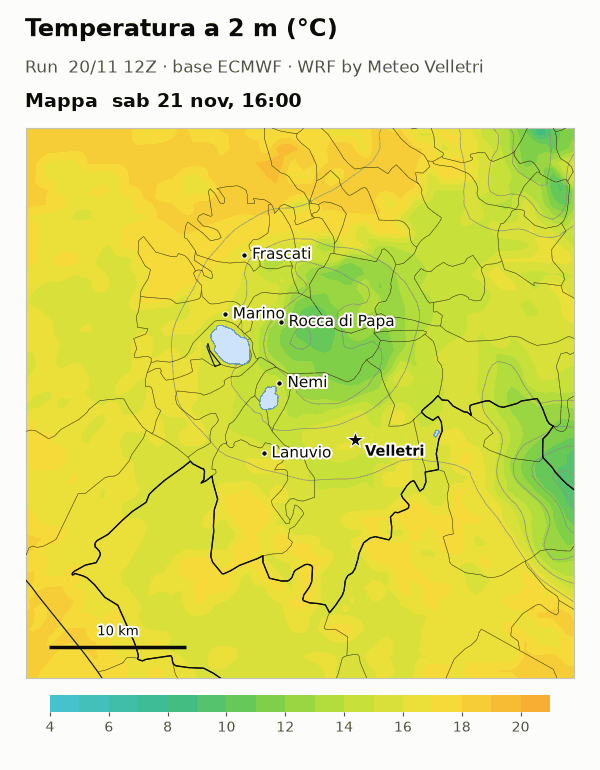 Temperatura a 2 m (°C)
Run  20/11 12Z · base ECMWF · WRF by Meteo Velletri
Mappa  sab 21 nov, 16:00
Frascati
Marino
Rocca di Papa
Nemi
Velletri
Lanuvio
10 km
4 6 8 10 12 14 16 18 20